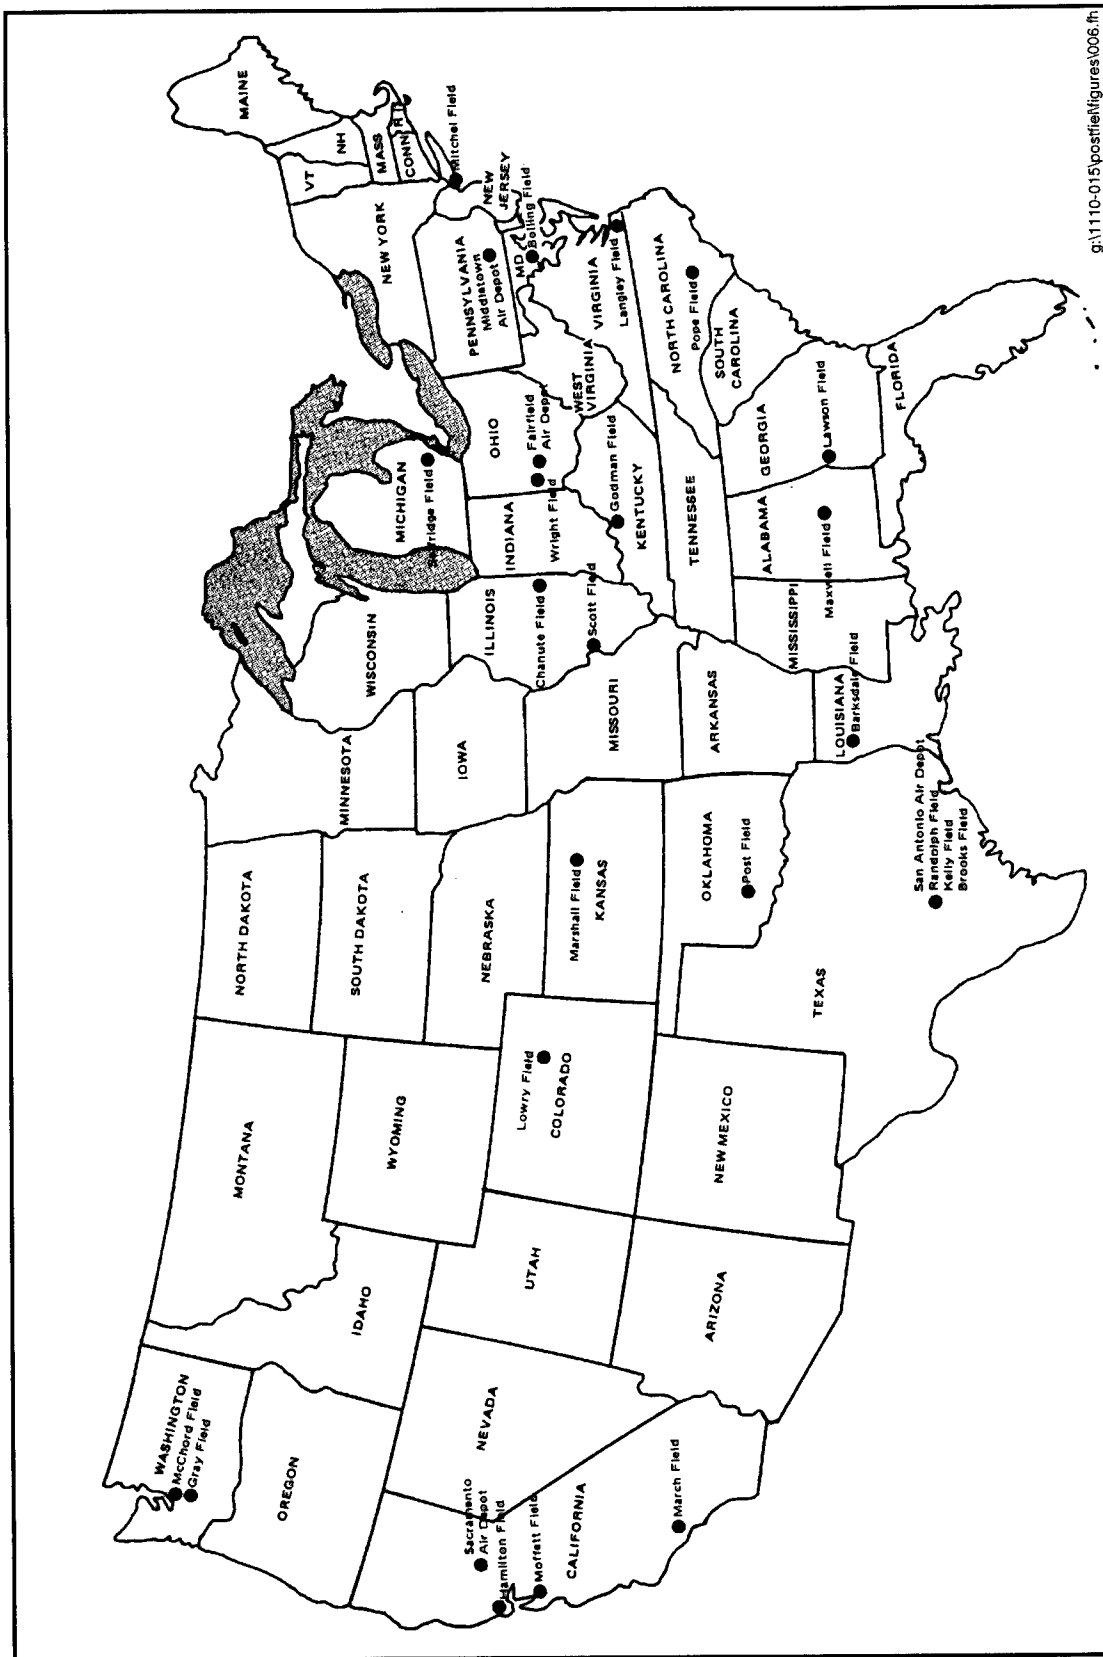 WASHINGTON
McChord Field
Gray Field
OREGON
IDAHO
MONTANA
NORTH DAKOTA
SOUTH DAKOTA
MINNESOTA
WISCONSIN
MICHIGAN
Selfridge Field
NEW YORK
VT
NH
MAINE
MASS
CONN
RI
Mitchel Field
NEW
JERSEY
PENNSYLVANIA
Middletown
Air Depot
MD
Bolling Field
WYOMING
NEBRASKA
IOWA
ILLINOIS
Chanute Field
Scott Field
INDIANA
OHIO
Fairfield
Air Depot
Wright Field
WEST
VIRGINIA
VIRGINIA
Langley Field
NEVADA
UTAH
Lowry Field
COLORADO
Marshall Field
KANSAS
MISSOURI
Godman Field
KENTUCKY
Sacramento
Air Depot
Hamilton Field
Moffett Field
CALIFORNIA
March Field
ARIZONA
NEW MEXICO
OKLAHOMA
Post Field
ARKANSAS
TENNESSEE
NORTH CAROLINA
Pope Field
SOUTH
CAROLINA
TEXAS
LOUISIANA
Barksdale Field
MISSISSIPPI
ALABAMA
Maxwell Field
GEORGIA
Lawson Field
FLORIDA
San Antonio Air Depot
Randolph Field
Kelly Field
Brooks Field
g:\1110-015\postfiel\figures\006.fh